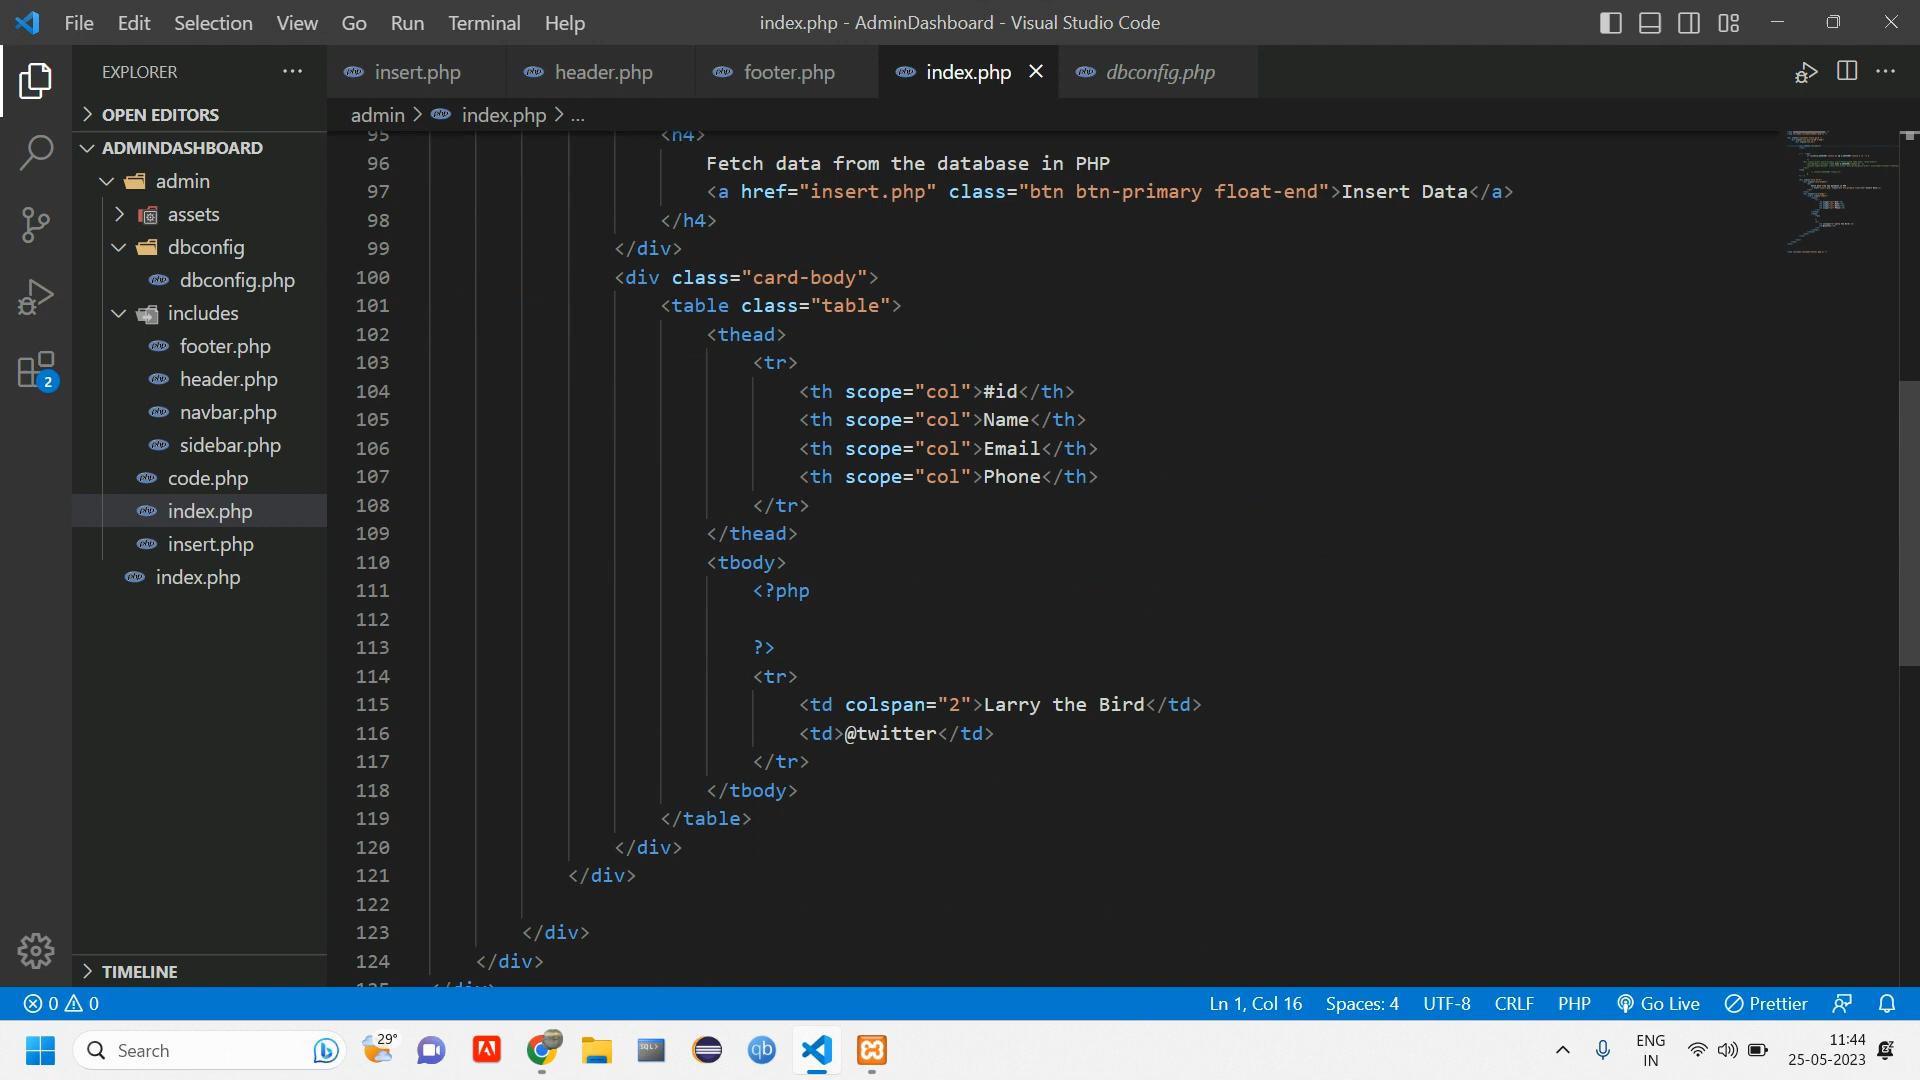 File Edit Selection View Go Run Terminal Help
index.php - AdminDashboard - Visual Studio Code
EXPLORER
insert.php
header.php
footer.php
index.php
dbconfig.php
OPEN EDITORS
admin > index.php > ...
ADMINDASHBOARD
admin
assets
dbconfig
dbconfig.php
includes
footer.php
header.php
navbar.php
sidebar.php
code.php
index.php
insert.php
index.php
2
TIMELINE
95 <h4>
96 Fetch data from the database in PHP
97 <a href="insert.php" class="btn btn-primary float-end">Insert Data</a>
98 </h4>
99 </div>
100 <div class="card-body">
101 <table class="table">
102 <thead>
103 <tr>
104 <th scope="col">#id</th>
105 <th scope="col">Name</th>
106 <th scope="col">Email</th>
107 <th scope="col">Phone</th>
108 </tr>
109 </thead>
110 <tbody>
111 <?php
112
113 ?>
114 <tr>
115 <td colspan="2">Larry the Bird</td>
116 <td>@twitter</td>
117 </tr>
118 </tbody>
119 </table>
120 </div>
121 </div>
122
123 </div>
124 </div>
125 </div>
0 0
Ln 1, Col 16 Spaces: 4 UTF-8 CRLF PHP Go Live Prettier
Search
29°
SQL>
qb
ENG
IN
11:44
25-05-2023